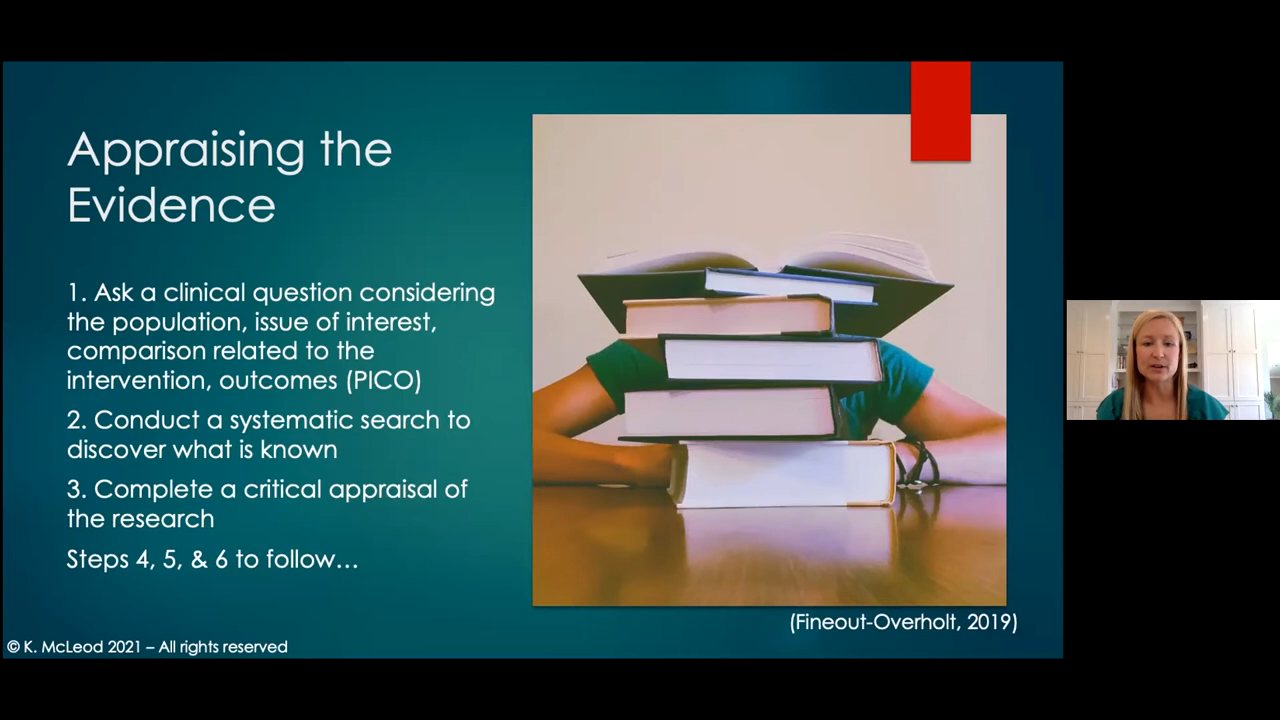 Appraising the
Evidence
1. Ask a clinical question considering
the population, issue of interest,
comparison related to the
intervention, outcomes (PICO)
2. Conduct a systematic search to
discover what is known
3. Complete a critical appraisal of
the research
Steps 4, 5, & 6 to follow…
(Fineout-Overholt, 2019)
© K. McLeod 2021 – All rights reserved